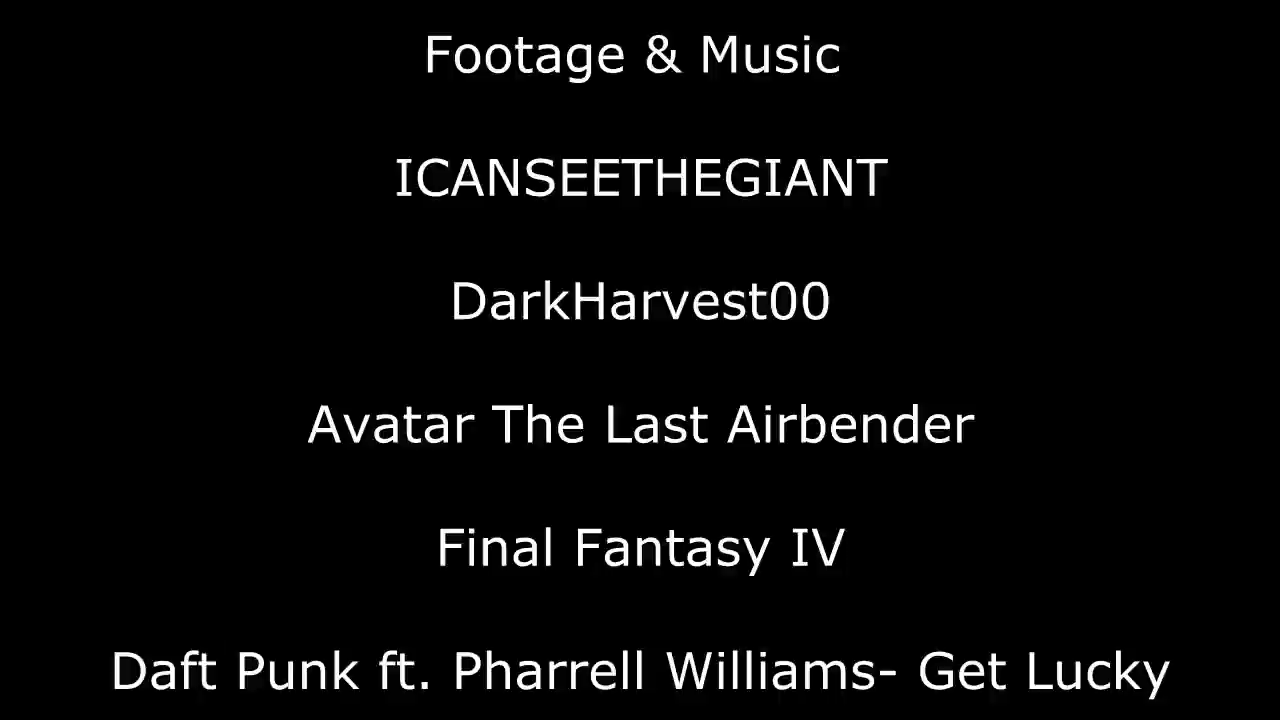 Footage & Music
ICANSEETHEGIANT
DarkHarvest00
Avatar The Last Airbender
Final Fantasy IV
Daft Punk ft. Pharrell Williams- Get Lucky